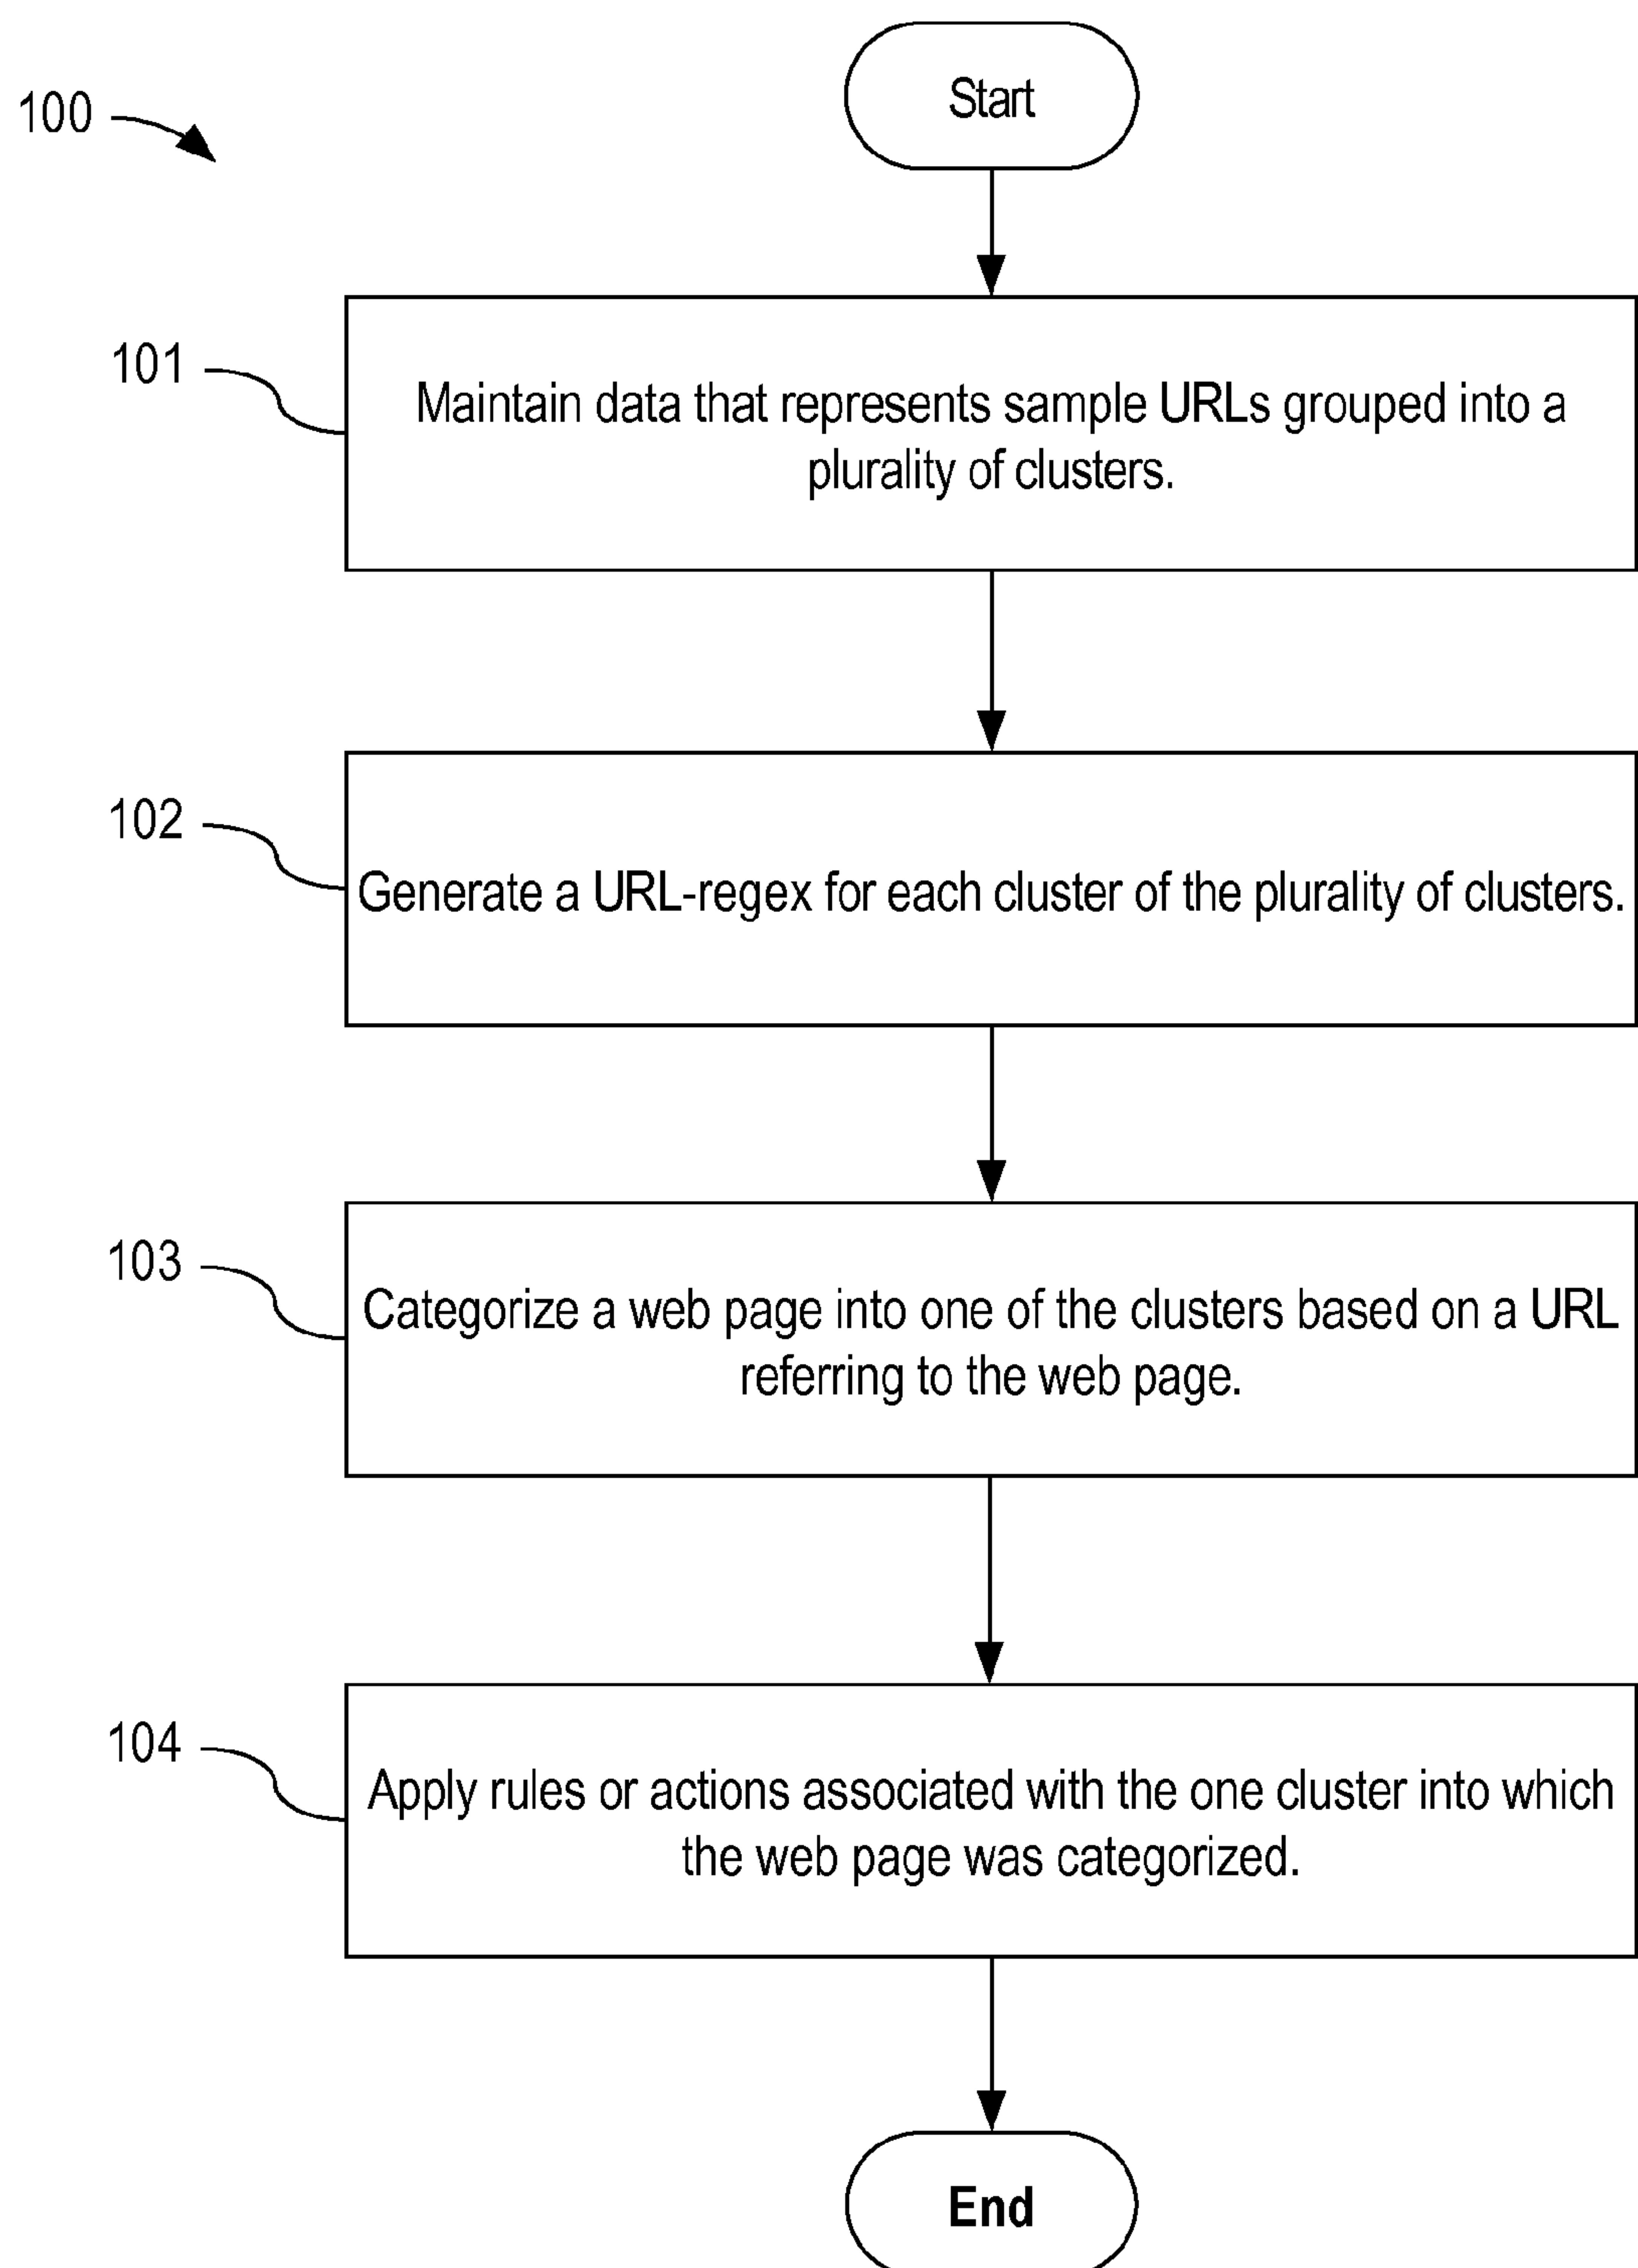 Start
100
101
Maintain data that represents sample URLs grouped into a
plurality of clusters.
102
Generate a URL-regex for each cluster of the plurality of clusters.
103
Categorize a web page into one of the clusters based on a URL
referring to the web page.
104
Apply rules or actions associated with the one cluster into which
the web page was categorized.
End